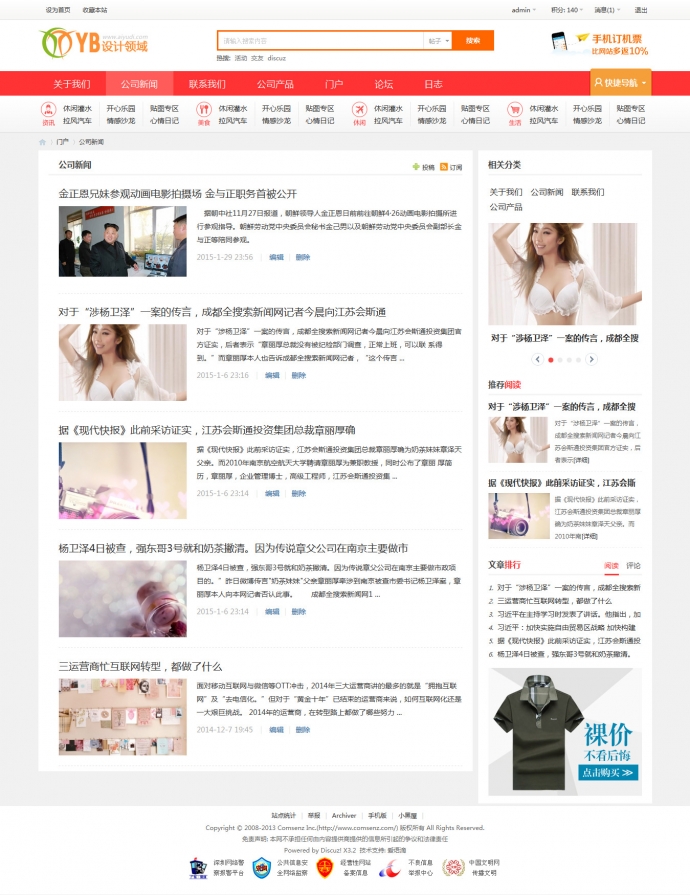 设为首页 收藏本站
admin 积分: 140 消息(1) 退出
YB设计领域
请输入搜索内容 帖子 搜索
热搜: 活动 交友 discuz
手机订机票
比网站多返10%
关于我们 公司新闻 联系我们 公司产品 门户 论坛 日志 快捷导航
资讯 休闲灌水 开心乐园 贴图专区 美食 休闲灌水 开心乐园 贴图专区 休闲 休闲灌水 开心乐园 贴图专区 生活 休闲灌水 开心乐园 贴图专区
拉风汽车 情感沙龙 心情日记 拉风汽车 情感沙龙 心情日记 拉风汽车 情感沙龙 心情日记 拉风汽车 情感沙龙 心情日记
门户 公司新闻
公司新闻 投稿 订阅
金正恩兄妹参观动画电影拍摄场 金与正职务首被公开
据朝中社11月27日报道，朝鲜领导人金正恩日前前往朝鲜4·26动画电影拍摄所进
行参观指导。朝鲜劳动党中央委员会秘书金己男以及朝鲜劳动党中央委员会副部长金
与正等陪同参观。
2015-1-29 23:56 编辑 删除
对于“涉杨卫泽”一案的传言，成都全搜索新闻网记者今晨向江苏会斯通
对于“涉杨卫泽”一案的传言，成都全搜索新闻网记者今晨向江苏会斯通投资集团官
方证实，后者表示“章丽厚总就没有被纪检部门调查，正常上班，可以联 系得
到。”而章丽厚本人也告诉成都全搜索新闻网记者，“这个传言 ...
2015-1-6 23:16 编辑 删除
据《现代快报》此前采访证实，江苏会斯通投资集团总裁章丽厚确
据《现代快报》此前采访证实，江苏会斯通投资集团总裁章丽厚确为奶茶妹妹章泽天
父亲。而2010年南京航空航天大学聘请章丽厚为兼职教授，同时公布了章丽 厚简
历，章丽厚，企业管理博士，高级工程师，江苏会斯通投资集 ...
2015-1-6 23:14 编辑 删除
杨卫泽4日被查，强东哥3号就和奶茶撇清。因为传说章父公司在南京主要做市
杨卫泽4日被查，强东哥3号就和奶茶撇清。因为传说章父公司在南京主要做市政项
目的。”昨日微博传言“奶茶妹妹”父亲章丽厚牵涉到南京被查市委书记杨卫泽案，章
丽厚本人向本网记者否认此事。 成都全搜索新闻网1 ...
2015-1-6 23:14 编辑 删除
三运营商忙互联网转型，都做了什么
面对移动互联网与微信等OTT冲击，2014年三大运营商讲的最多的就是“拥抱互联
网”及“去电信化。”但对于“黄金十年”已结束的运营商来说，如何互联网化还是
一大艰巨挑战。 2014年的运营商，在转型路上都做了哪些努力 ...
2014-12-7 19:45 编辑 删除
相关分类
关于我们 公司新闻 联系我们
公司产品
对于“涉杨卫泽”一案的传言，成都全搜
推荐阅读
对于“涉杨卫泽”一案的传言，成都全搜
对于“涉杨卫泽”一案的传言，
成都全搜索新闻网记者今晨向江
苏会斯通投资集团官方证实，后
者表示[详细]
据《现代快报》此前采访证实，江苏会斯
据《现代快报》此前采访证实，
江苏会斯通投资集团总裁章丽厚
确为奶茶妹妹章泽天父亲。而
2010年南[详细]
文章排行 阅读 评论
1. 对于“涉杨卫泽”一案的传言，成都全搜索新
2. 三运营商忙互联网转型，都做了什么
3. 习近平在主持学习时发表了讲话。他指出，加
4. 习近平：加快实施自由贸易区战略 加快构建
5. 据《现代快报》此前采访证实，江苏会斯通投
6. 杨卫泽4日被查，强东哥3号就和奶茶撇清。
裸价
不看后悔
点击购买 >>
站点统计 | 举报 | Archiver | 手机版 | 小黑屋 |
Copyright © 2008-2013 Comsenz Inc.(http://www.comsenz.com/) 版权所有 All Rights Reserved.
免责声明: 本网不承担任何由内容提供商提供的信息所引起的争议和法律责任
Powered by Discuz! X3.2 技术支持:
深圳网络警 公共信息安 经营性网站 不良信息 中国文明网
察报警平台 全网络监察 备案信息 举报中心 传播文明